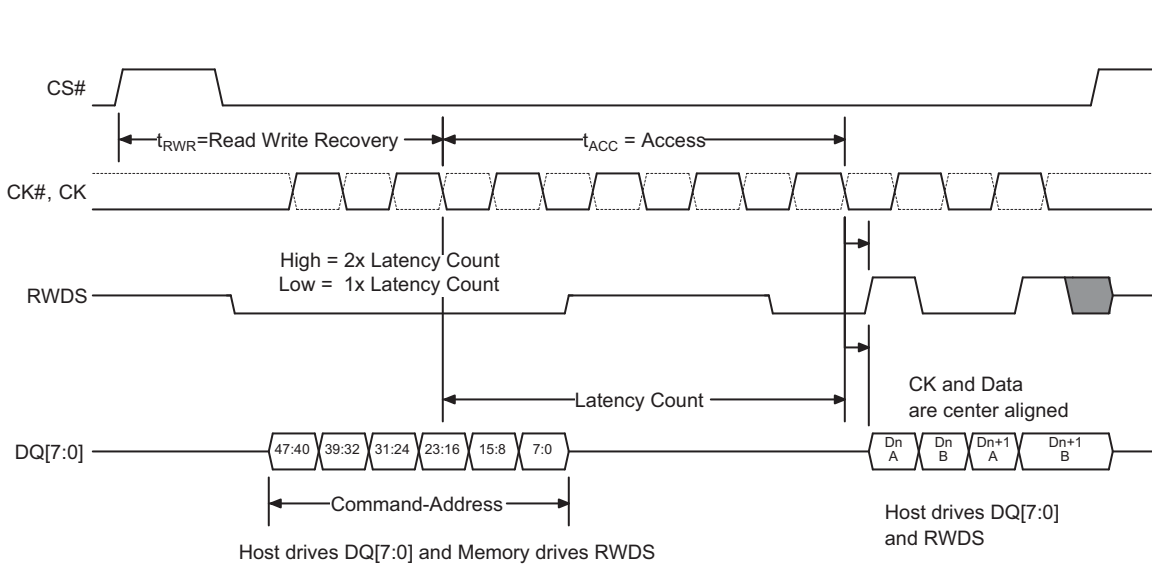 CS#
tRWR=Read Write Recovery
tACC = Access
CK#, CK
High = 2x Latency Count
Low = 1x Latency Count
RWDS
Latency Count
CK and Data
are center aligned
DQ[7:0]
47:40 39:32 31:24 23:16 15:8 7:0
Dn A
Dn B
Dn+1 A
Dn+1 B
Command-Address
Host drives DQ[7:0]
and RWDS
Host drives DQ[7:0] and Memory drives RWDS